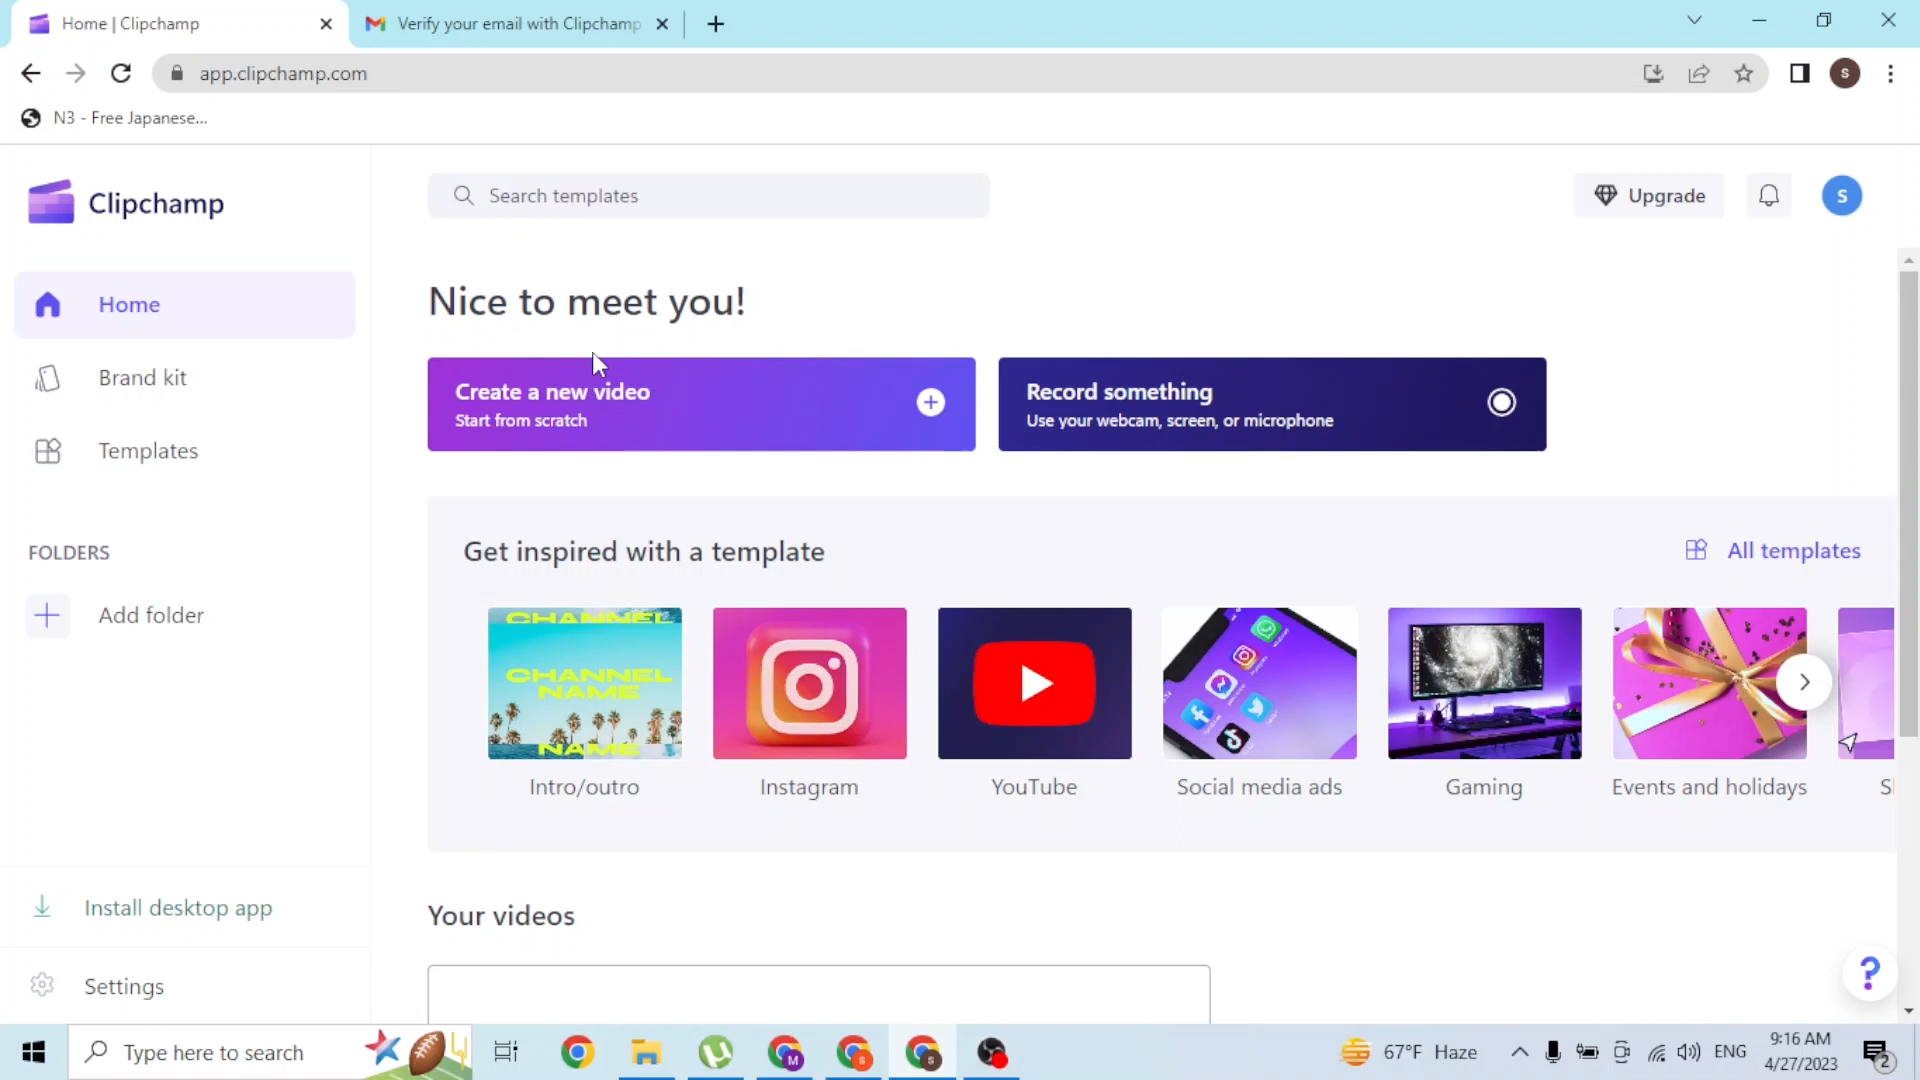 Home | Clipchamp
Verify your email with Clipchamp
app.clipchamp.com
S
N3 - Free Japanese...
Clipchamp
Search templates
Upgrade
S
Home
Brand kit
Templates
FOLDERS
Add folder
Install desktop app
Settings
Nice to meet you!
Create a new video
Start from scratch
Record something
Use your webcam, screen, or microphone
Get inspired with a template
All templates
CHANNEL
CHANNEL
NAME
NAME
Intro/outro
Instagram
YouTube
Social media ads
Gaming
Events and holidays
Your videos
?
Type here to search
M
S
S
67°F Haze
ENG
9:16 AM
4/27/2023
2